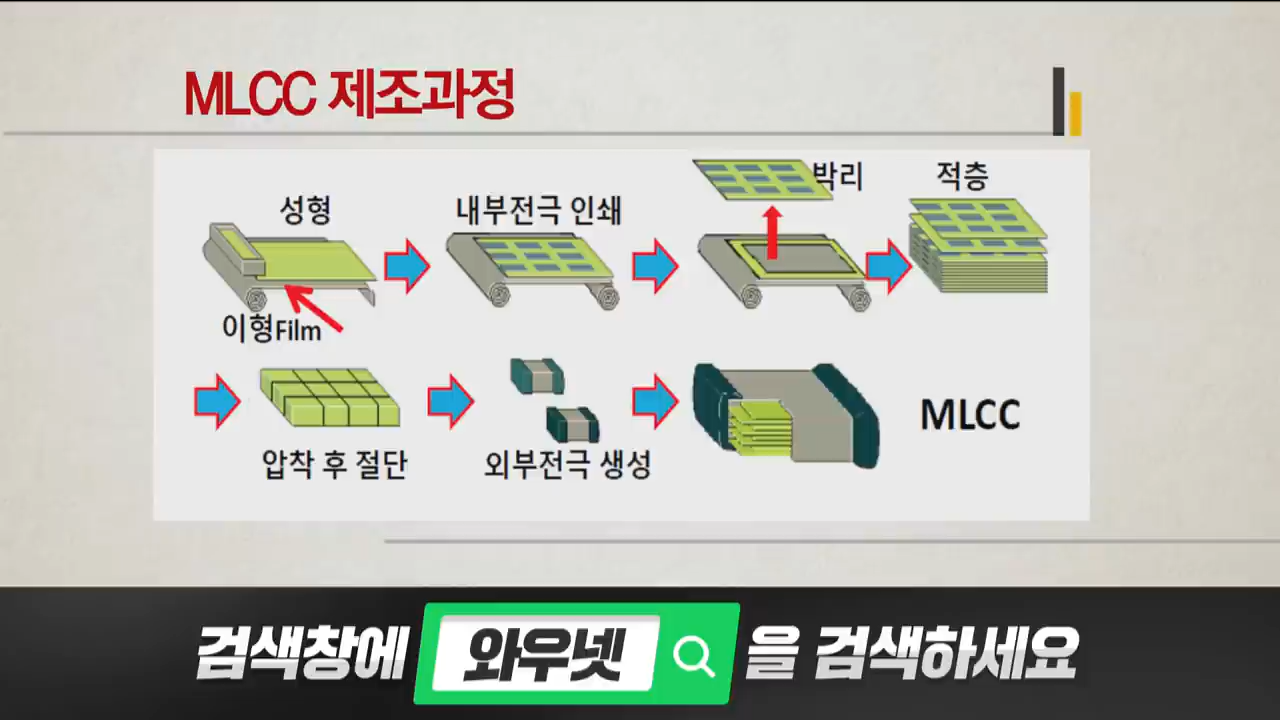 MLCC 제조과정
성형
내부전극 인쇄
박리
적층
이형Film
압착 후 절단
외부전극 생성
MLCC
검색창에 와우넷 을 검색하세요